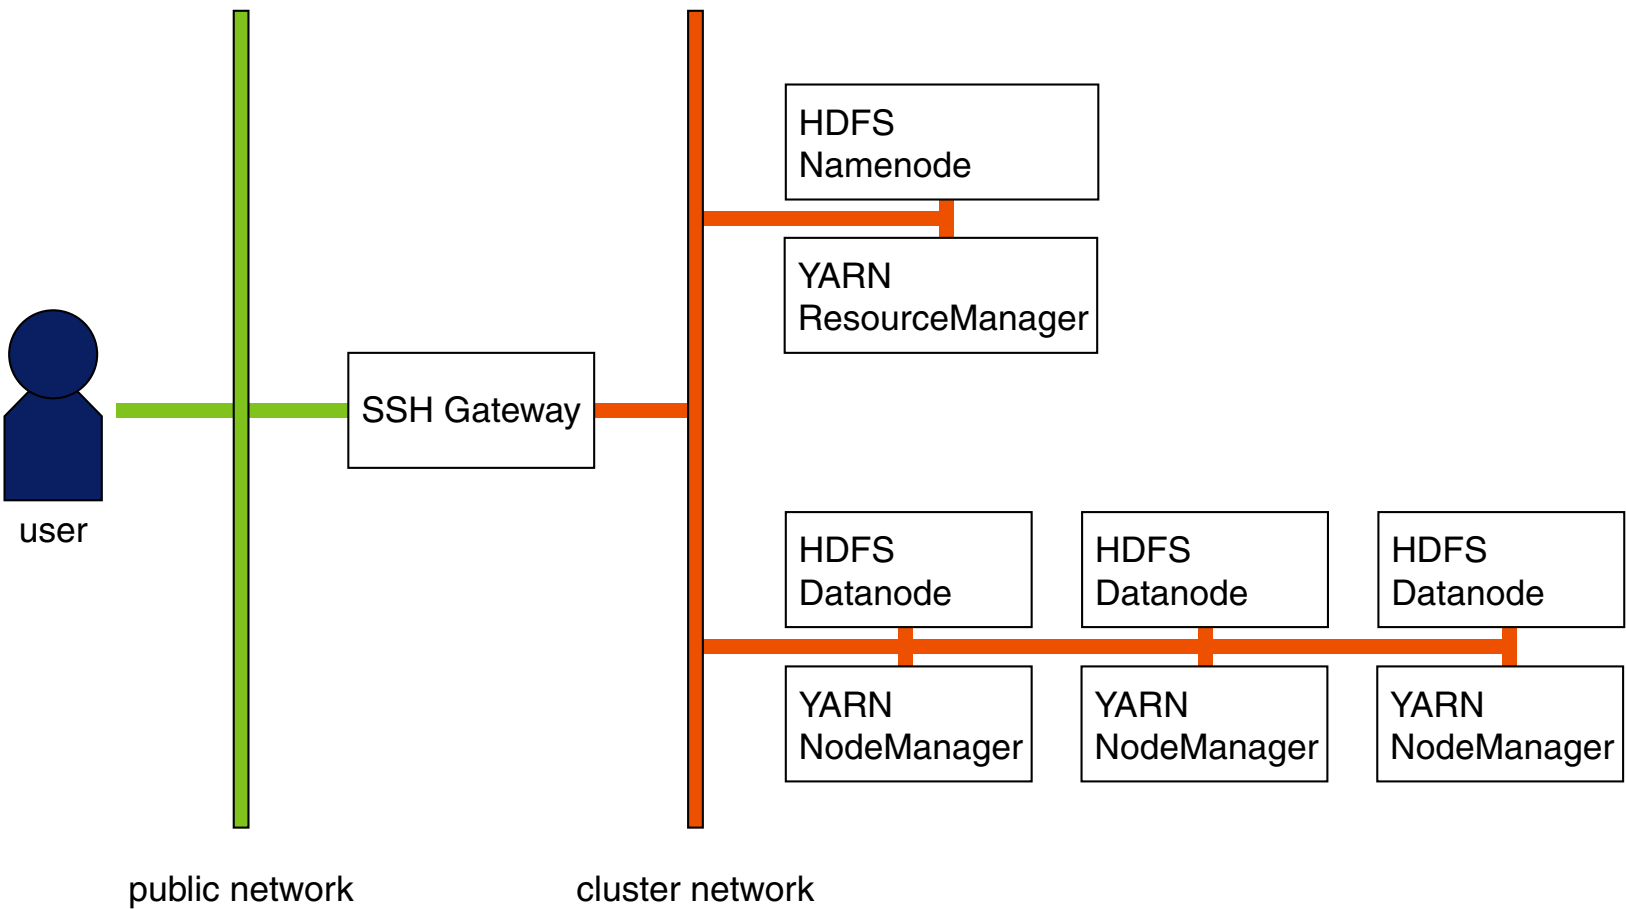 HDFS
Namenode
YARN
ResourceManager
SSH Gateway
user
HDFS
Datanode
HDFS
Datanode
HDFS
Datanode
YARN
NodeManager
YARN
NodeManager
YARN
NodeManager
public network
cluster network